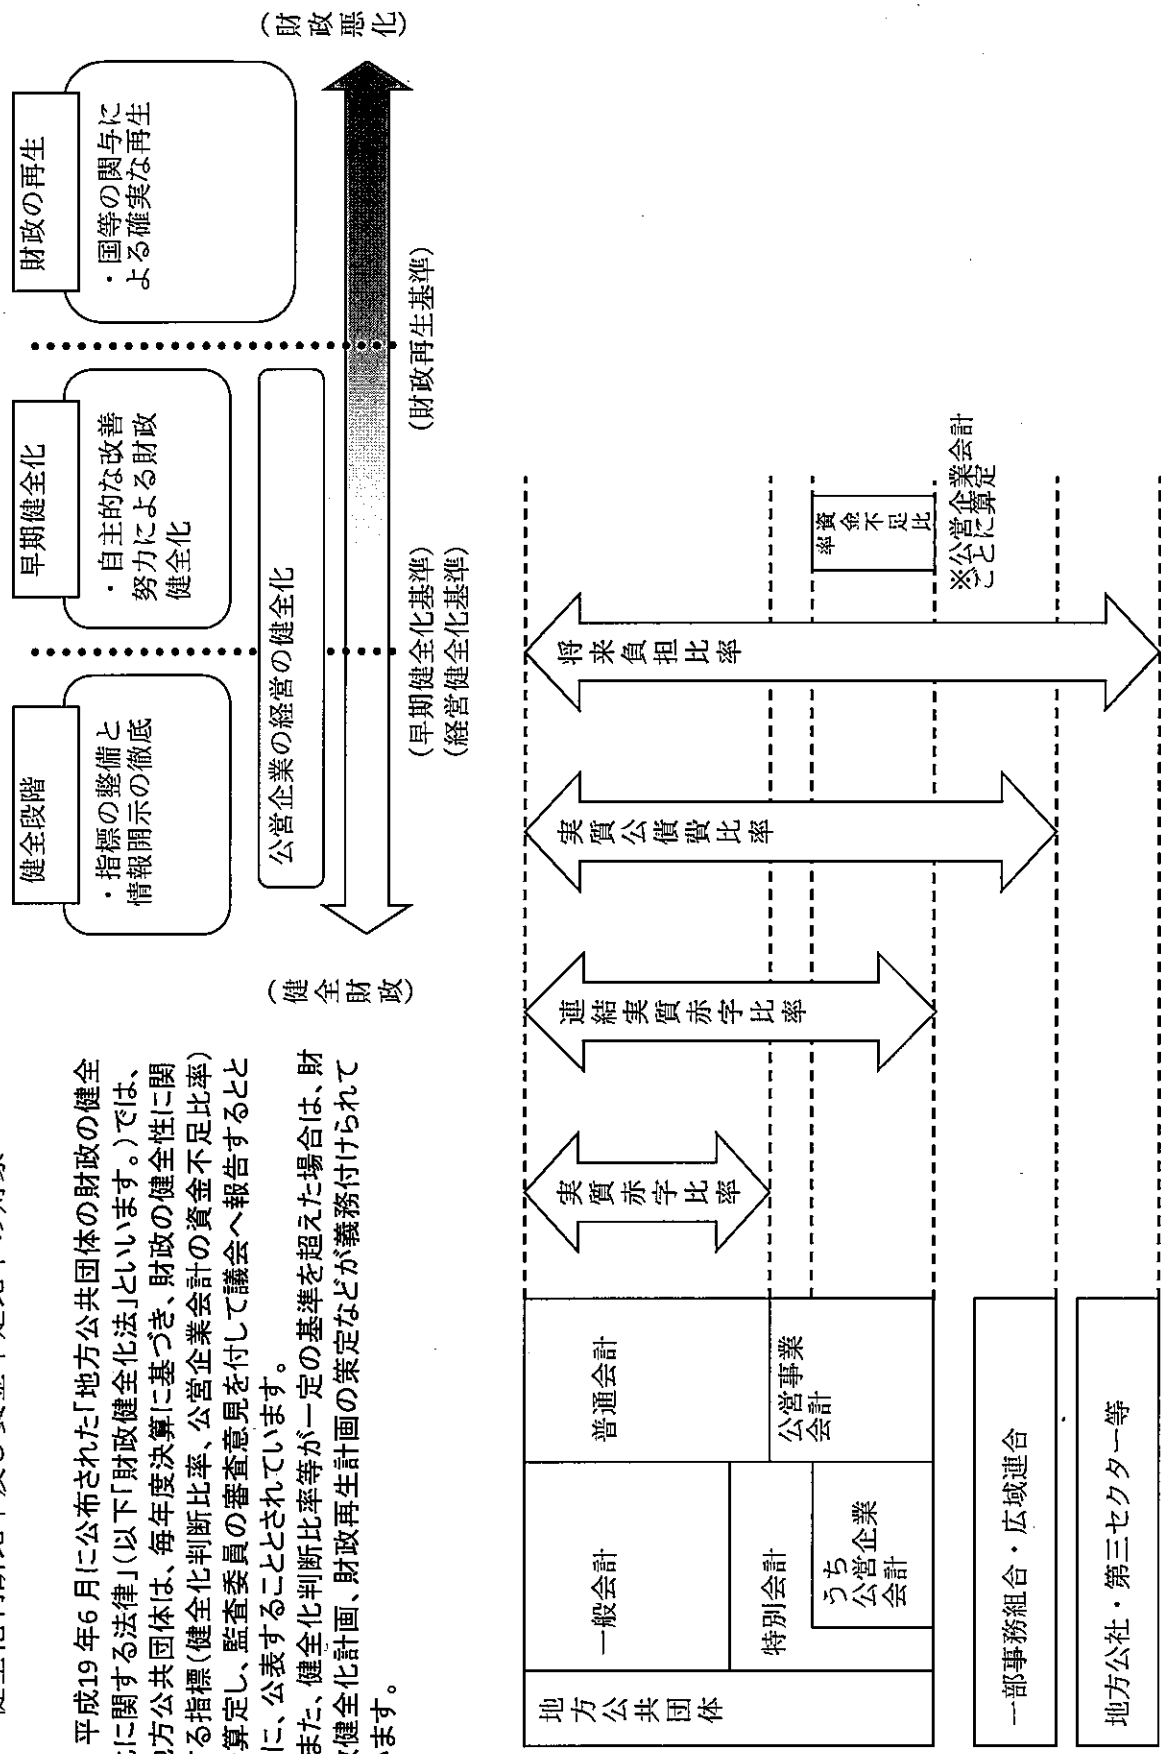 平成19年6月に公布された「地方公共団体の財政の健全
化に関する法律」(以下「財政健全化法」といいます。)では、
地方公共団体は、毎年度決算に基づき、財政の健全性に関
する指標(健全化判断比率、公営企業会計の資金不足比率)
を算定し、監査委員の審査意見を付して議会へ報告するとと
もに、公表することとされています。
また、健全化判断比率等が一定の基準を超えた場合は、財
政健全化計画、財政再生計画の策定などが義務付けられて
います。
健全段階
・指標の整備と
情報開示の徹底
早期健全化
・自主的な改善
努力による財政
健全化
財政の再生
・国等の関与に
よる確実な再生
公営企業の経営の健全化
(健全財政)
(財政悪化)
(早期健全化基準)
(経営健全化基準)
(財政再生基準)
地方公共団体
一般会計
特別会計
うち
公営企業
会計
普通会計
公営事業
会計
一部事務組合・広域連合
地方公社・第三セクター等
実質赤字比率
連結実質赤字比率
実質公債費比率
将来負担比率
資金不足比率
※公営企業会計
ごとに算定